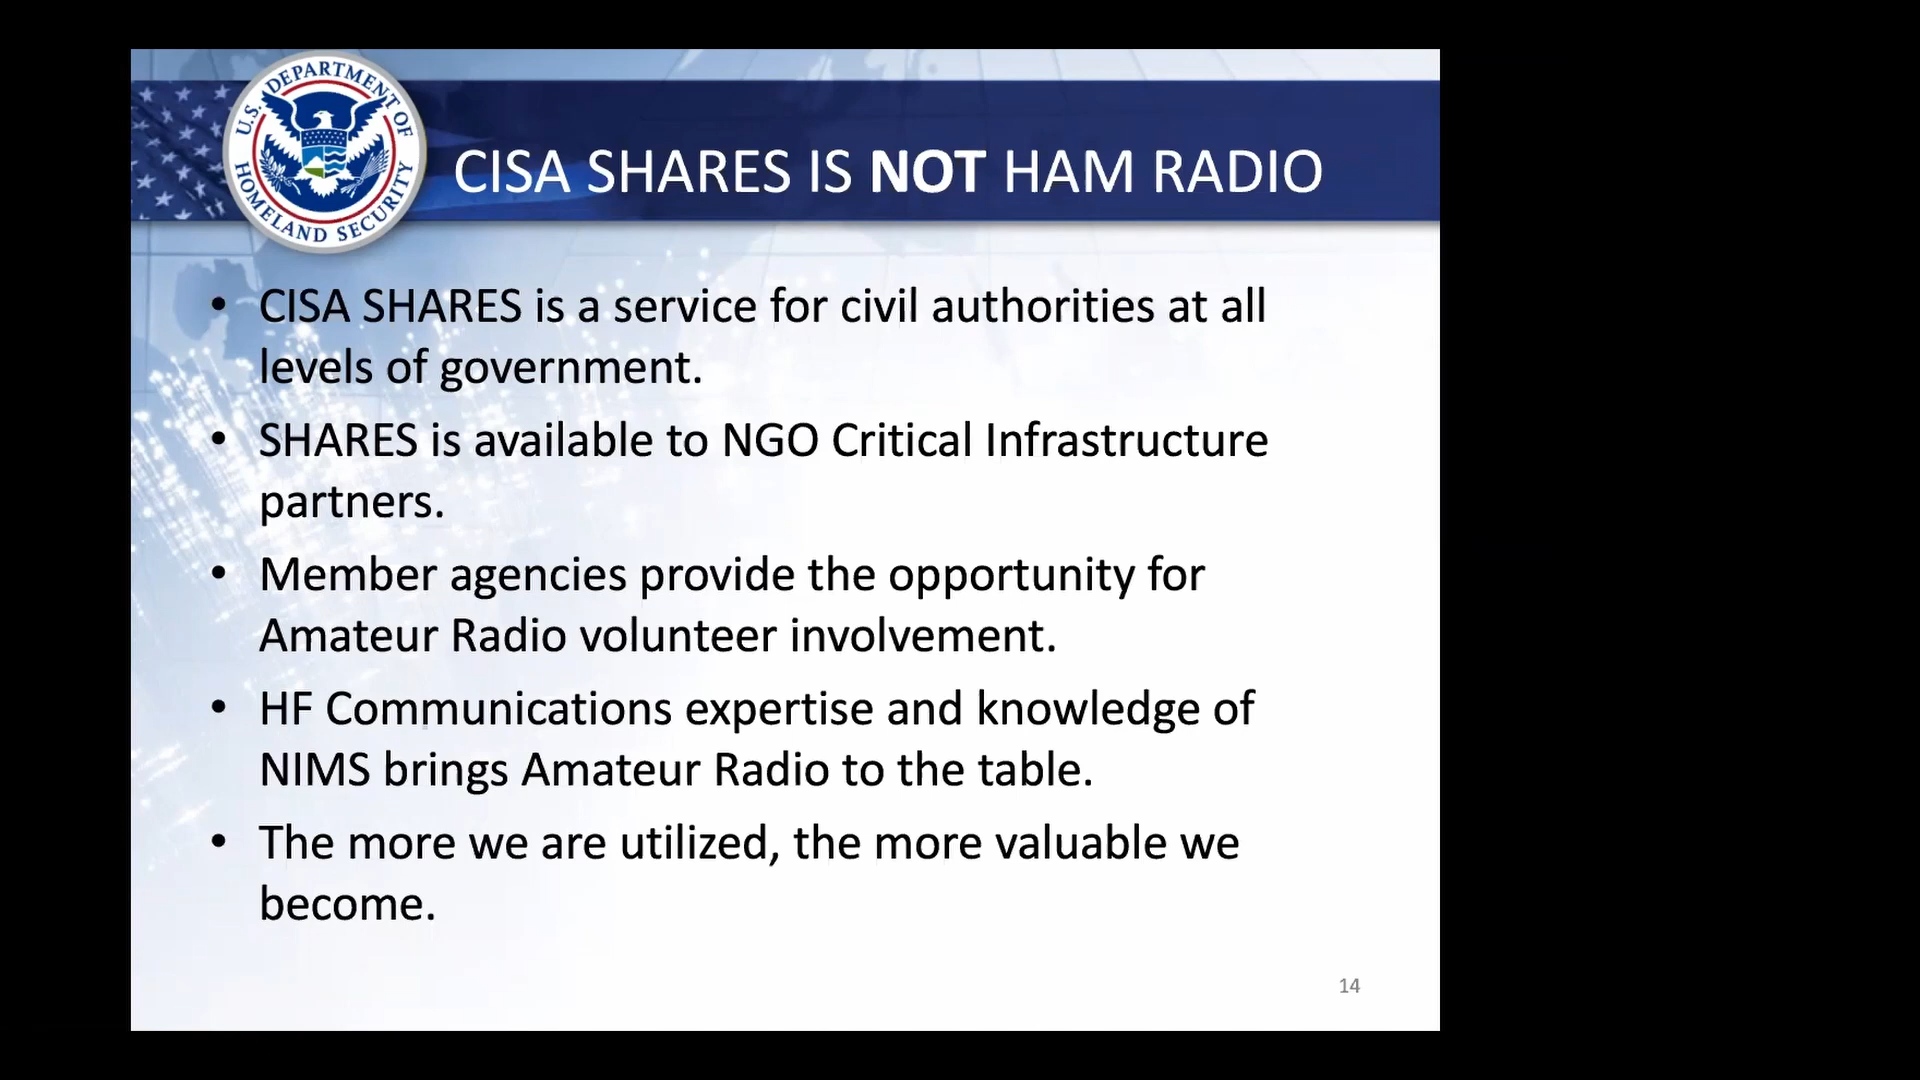 U.S. DEPARTMENT OF
HOMELAND SECURITY
CISA SHARES IS NOT HAM RADIO
• CISA SHARES is a service for civil authorities at all
levels of government.
• SHARES is available to NGO Critical Infrastructure
partners.
• Member agencies provide the opportunity for
Amateur Radio volunteer involvement.
• HF Communications expertise and knowledge of
NIMS brings Amateur Radio to the table.
• The more we are utilized, the more valuable we
become.
14